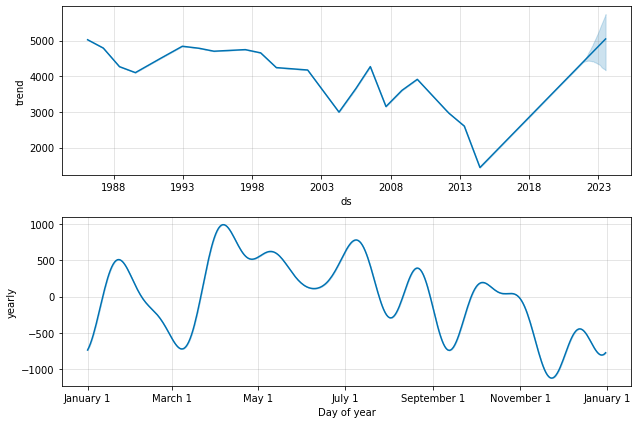 5000
4000
3000
2000
trend
1988 1993 1998 2003 2008 2013 2018 2023
ds
1000
500
0
−500
−1000
yearly
January 1 March 1 May 1 July 1 September 1 November 1 January 1
Day of year